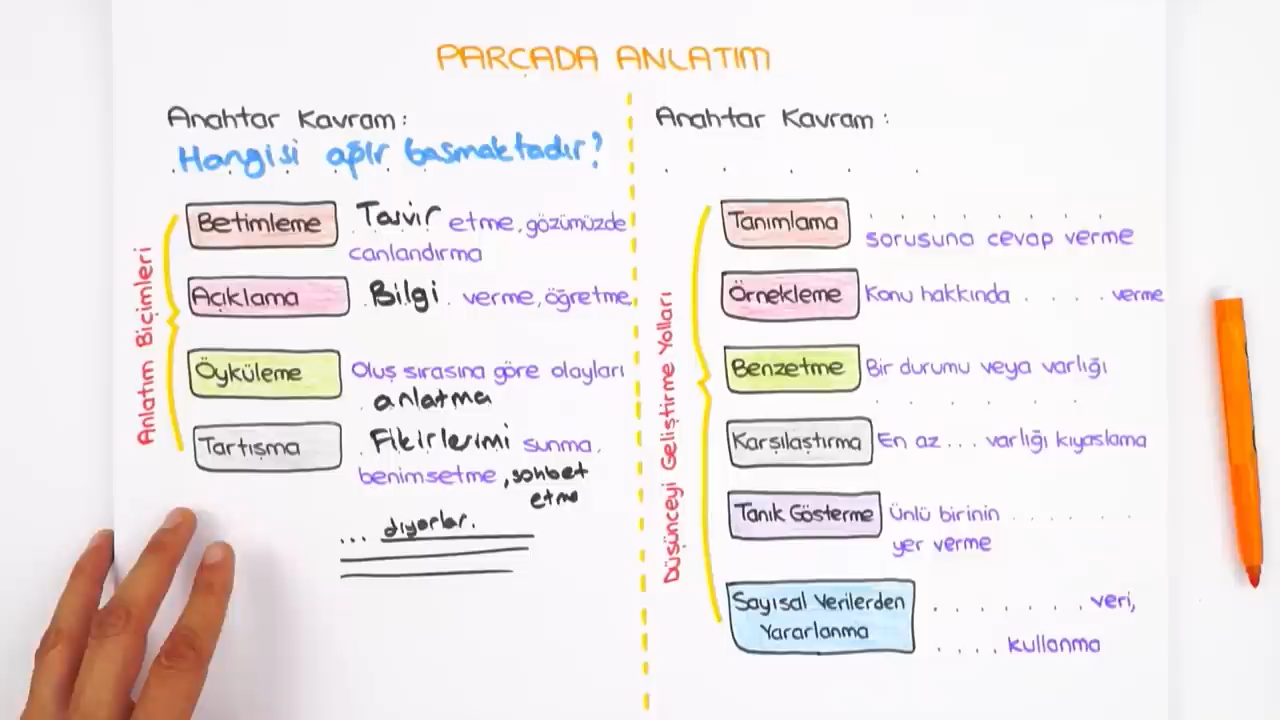 PARÇADA ANLATIM
Anahtar Kavram:
Hangisi ağır basmaktadır?
Anlatım Biçimleri
Betimleme
Tasvir etme, gözümüzde
canlandırma
Açıklama
Bilgi verme, öğretme,
Öyküleme
Oluş sırasına göre olayları
anlatma
Tartışma
Fikirlerimi sunma,
benimsetme, sohbet
etme
... diyorlar.
Anahtar Kavram:
. . . .
Düşünceyi Geliştirme Yolları
Tanımlama
. . . . . . . . .
sorusuna cevap verme
Örnekleme
Konu hakkında . . . . . verme
Benzetme
Bir durumu veya varlığı
. . . . . .
Karşılaştırma
En az ... varlığı kıyaslama
Tanık Gösterme
Ünlü birinin . . . . . .
yer verme
Sayısal Verilerden
Yararlanma
. . . . . . . veri,
. . . . kullanma